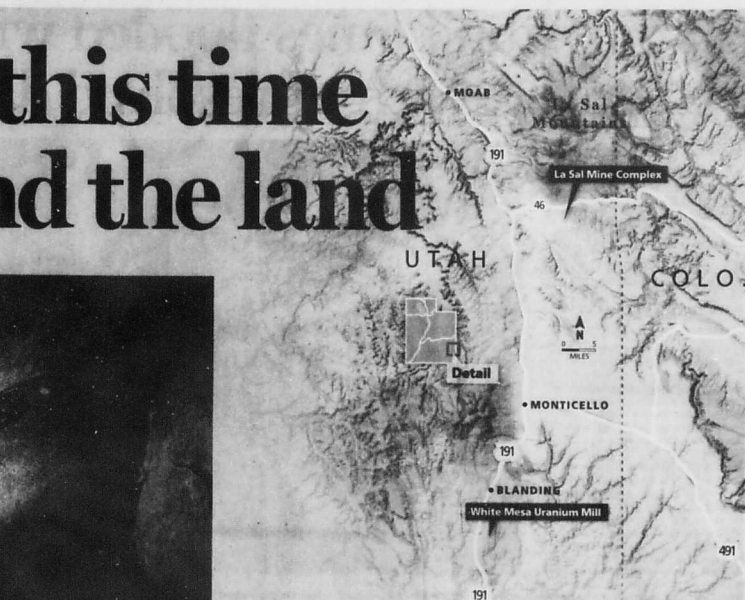 this time
nd the land
MOAB
La Sal
Mountains
191
La Sal Mine Complex
46
UTAH
COLO.
N
0 5
MILES
Detail
MONTICELLO
191
BLANDING
White Mesa Uranium Mill
491
191